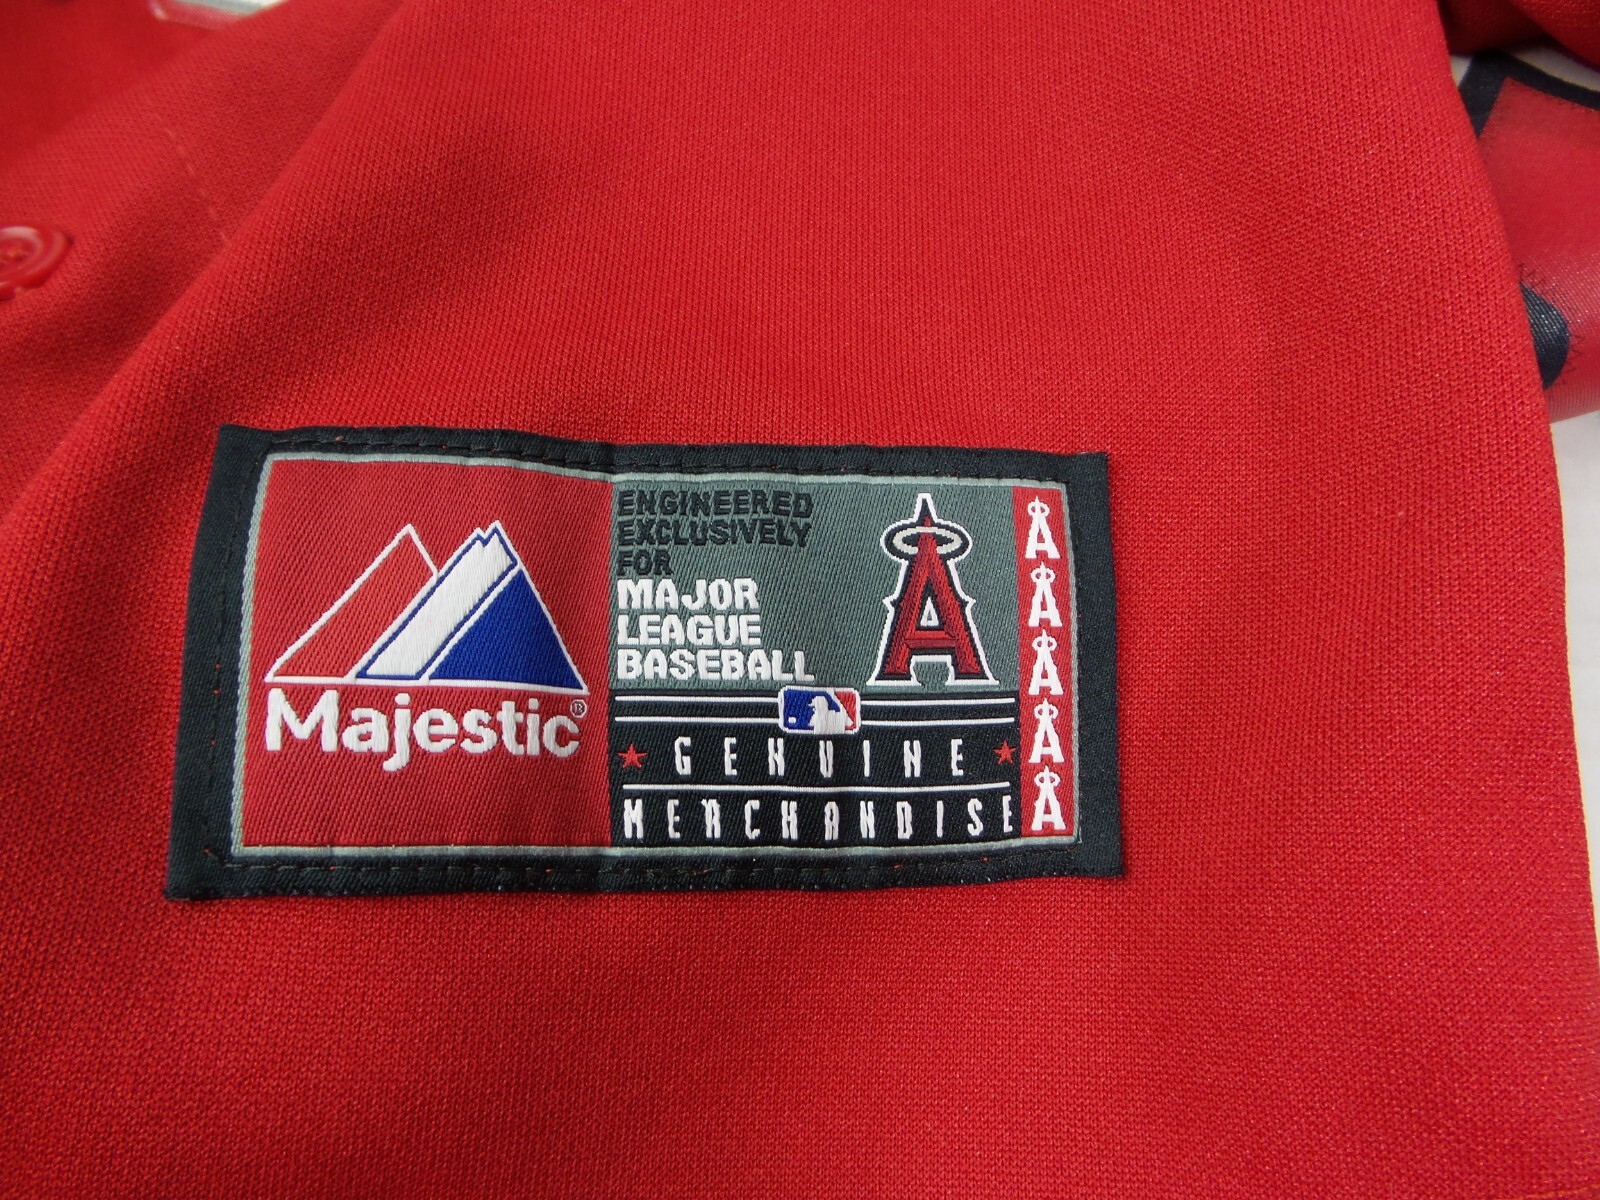 Majestic®
ENGINEERED
EXCLUSIVELY
FOR
MAJOR
LEAGUE
BASEBALL
A
GENUINE
MERCHANDISE
A
A
A
A
A